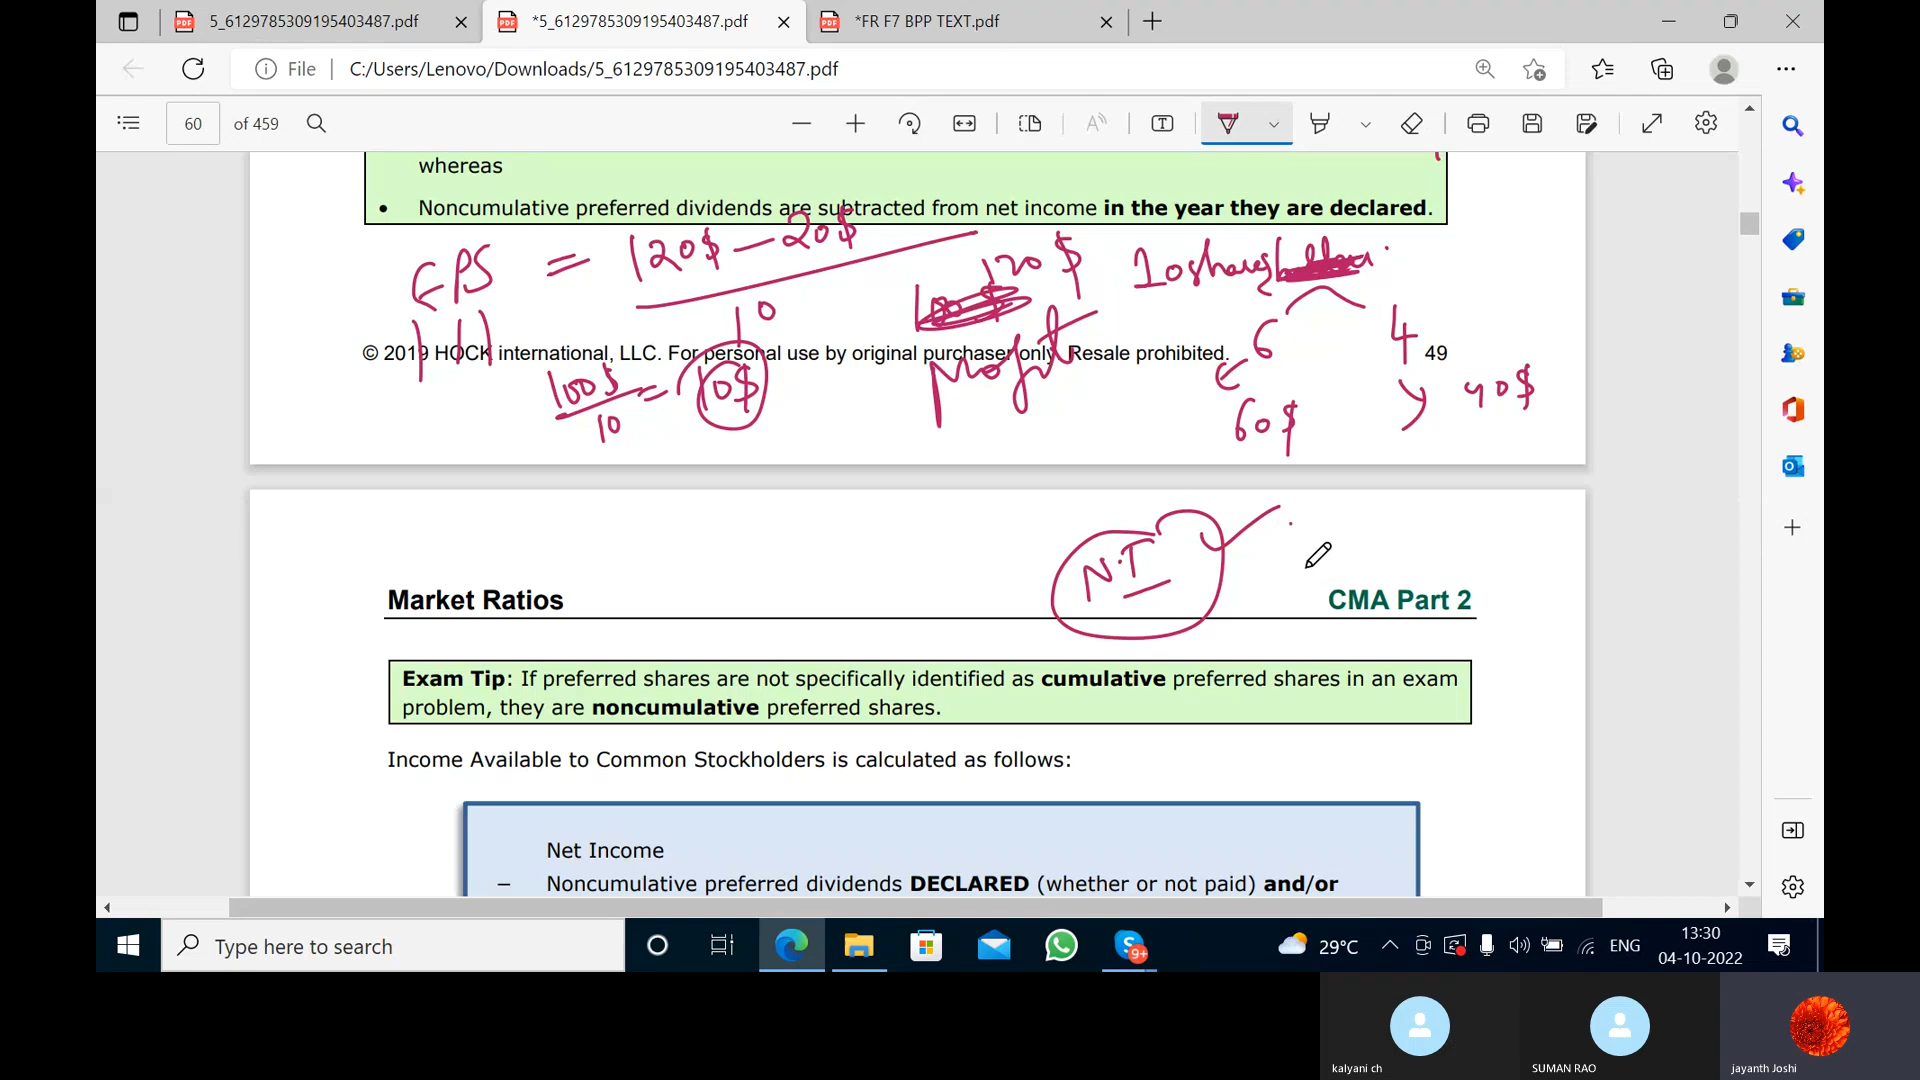 5_6129785309195403487.pdf
*5_6129785309195403487.pdf
*FR F7 BPP TEXT.pdf
File
C:/Users/Lenovo/Downloads/5_6129785309195403487.pdf
60 of 459
whereas
• Noncumulative preferred dividends are subtracted from net income in the year they are declared.
EPS = 120$ – 20$
10
120$
10 shares
6
4
© 2019 HOCK international, LLC. For personal use by original purchaser only. Resale prohibited.
49
100$
10
= 10$
profit
60$
40$
N.I
Market Ratios
CMA Part 2
Exam Tip: If preferred shares are not specifically identified as cumulative preferred shares in an exam
problem, they are noncumulative preferred shares.
Income Available to Common Stockholders is calculated as follows:
Net Income
– Noncumulative preferred dividends DECLARED (whether or not paid) and/or
Type here to search
9+
29°C
ENG
13:30
04-10-2022
kalyani ch
SUMAN RAO
jayanth Joshi